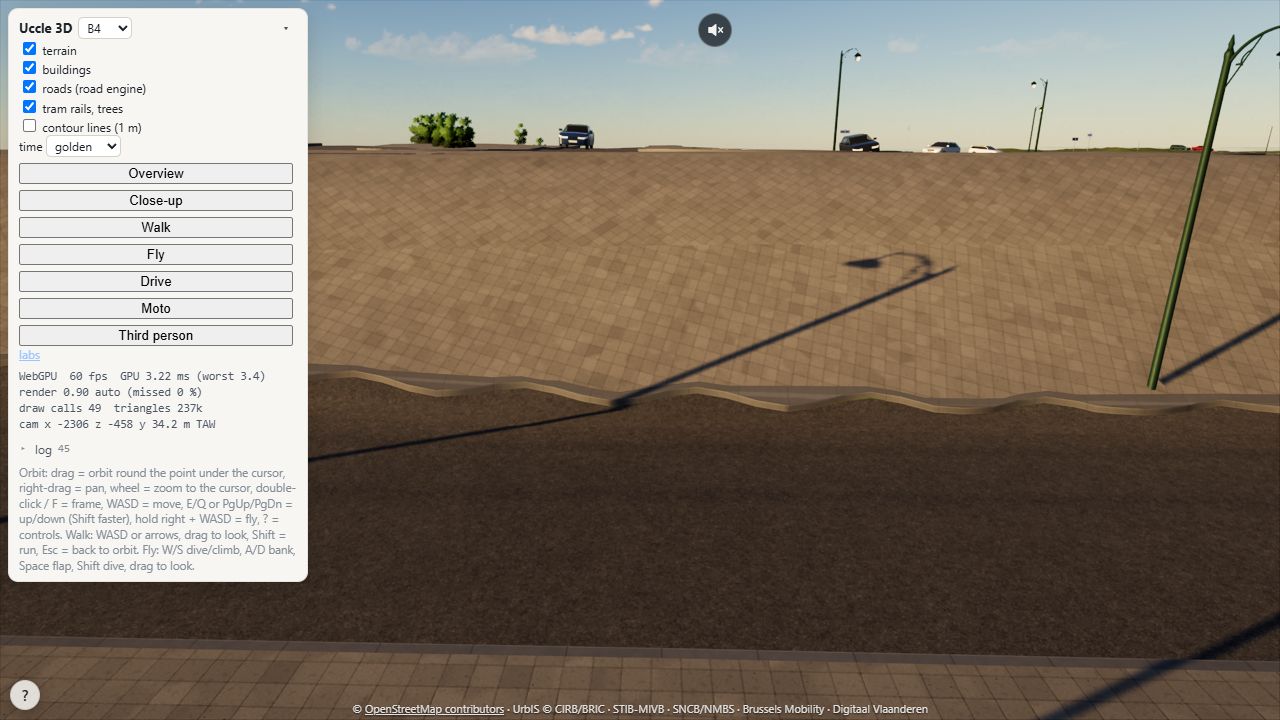 Uccle 3D B4
terrain
buildings
roads (road engine)
tram rails, trees
contour lines (1 m)
time golden
Overview
Close-up
Walk
Fly
Drive
Moto
Third person
labs
WebGPU 60 fps GPU 3.22 ms (worst 3.4)
render 0.90 auto (missed 0 %)
draw calls 49 triangles 237k
cam x -2306 z -458 y 34.2 m TAW
log 45
Orbit: drag = orbit round the point under the cursor,
right-drag = pan, wheel = zoom to the cursor, double-
click / F = frame, WASD = move, E/Q or PgUp/PgDn =
up/down (Shift faster), hold right + WASD = fly, ? =
controls. Walk: WASD or arrows, drag to look, Shift =
run, Esc = back to orbit. Fly: W/S dive/climb, A/D bank,
Space flap, Shift dive, drag to look.
?
© OpenStreetMap contributors · UrbIS © CIRB/BRIC · STIB-MIVB · SNCB/NMBS · Brussels Mobility · Digitaal Vlaanderen